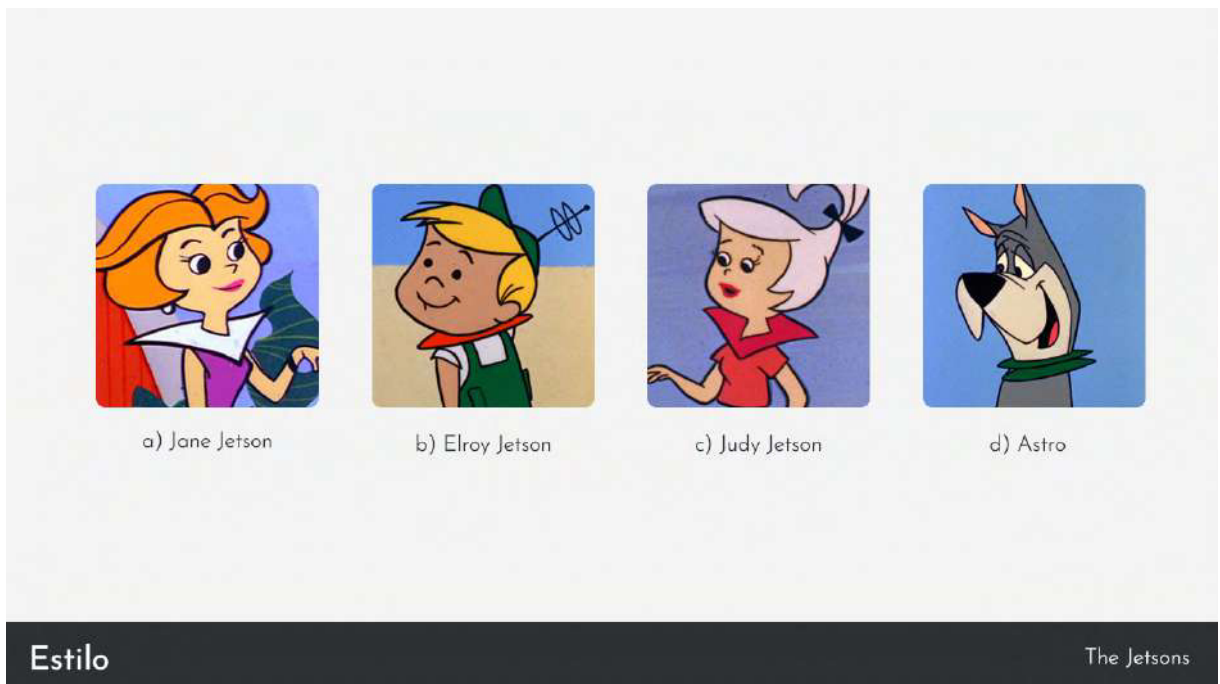 a) Jane Jetson
b) Elroy Jetson
c) Judy Jetson
d) Astro
Estilo
The Jetsons